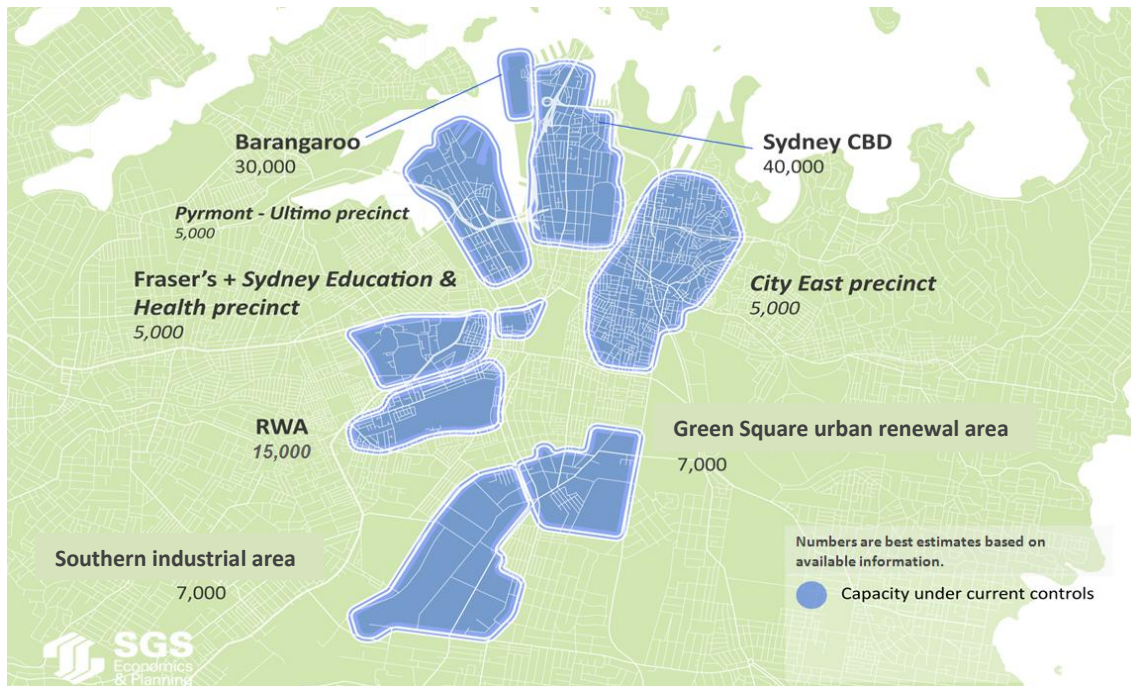 Barangaroo
30,000
Sydney CBD
40,000
Pyrmont - Ultimo precinct
5,000
Fraser's + Sydney Education &
Health precinct
5,000
City East precinct
5,000
RWA
15,000
Green Square urban renewal area
7,000
Southern industrial area
7,000
Numbers are best estimates based on
available information.
Capacity under current controls
SGS
Economics
& Planning